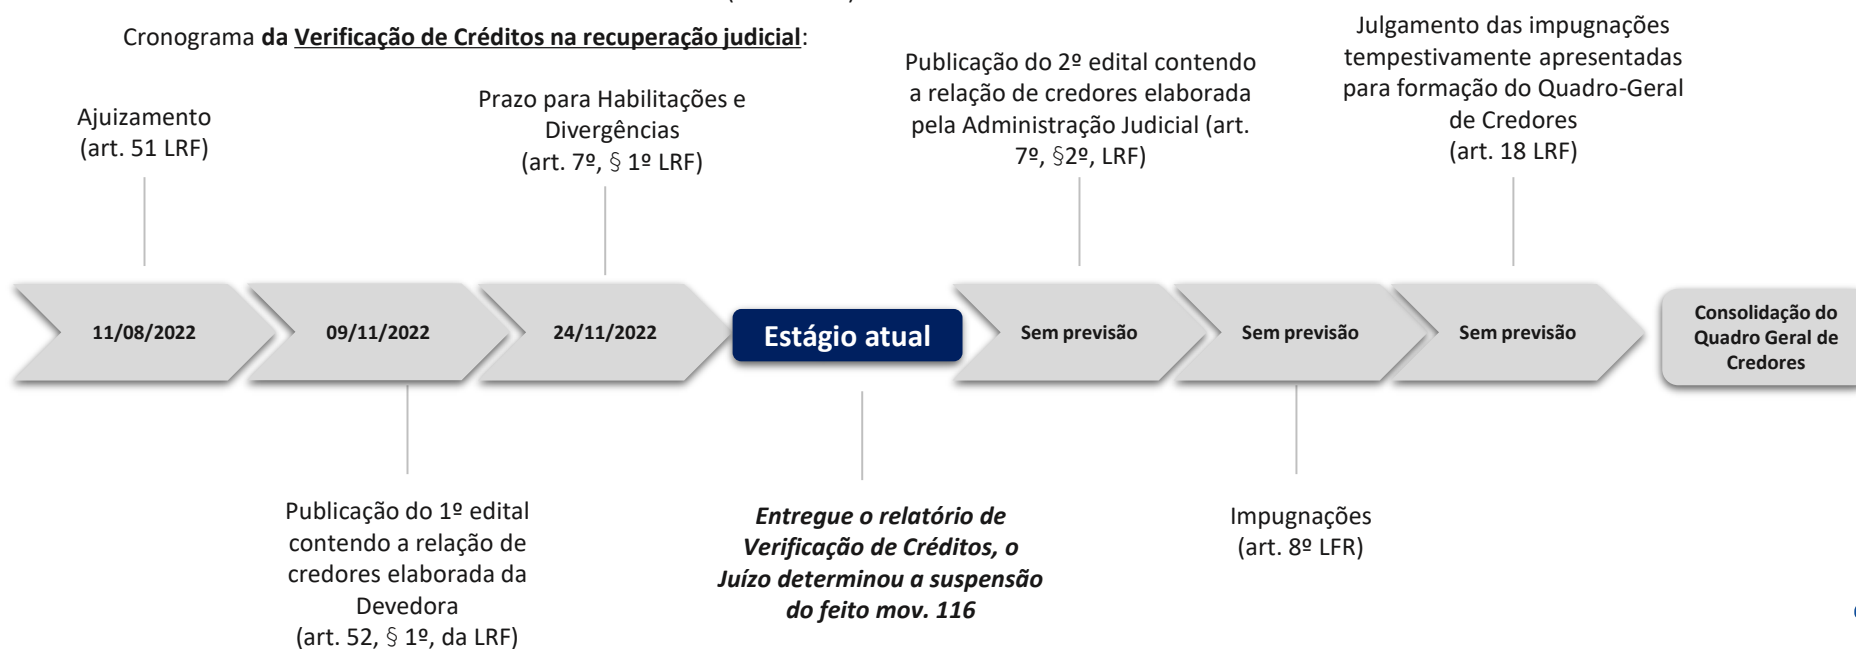 Cronograma da Verificação de Créditos na recuperação judicial:
Ajuizamento
(art. 51 LRF)
Prazo para Habilitações e
Divergências
(art. 7º, § 1º LRF)
Publicação do 2º edital contendo
a relação de credores elaborada
pela Administração Judicial (art.
7º, §2º, LRF)
Julgamento das impugnações
tempestivamente apresentadas
para formação do Quadro-Geral
de Credores
(art. 18 LRF)
11/08/2022
09/11/2022
24/11/2022
Estágio atual
Sem previsão
Sem previsão
Sem previsão
Consolidação do
Quadro Geral de
Credores
Publicação do 1º edital
contendo a relação de
credores elaborada da
Devedora
(art. 52, § 1º, da LRF)
Entregue o relatório de
Verificação de Créditos, o
Juízo determinou a suspensão
do feito mov. 116
Impugnações
(art. 8º LFR)